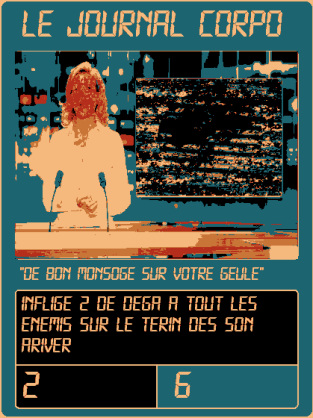 LE JOURNAL CORPO
"DE BON MONSOGE SUR VOTRE GEULE"
INFLIGE 2 DE DEGA A TOUT LES
ENEMIS SUR LE TERIN DES SON
ARIVER
2 6